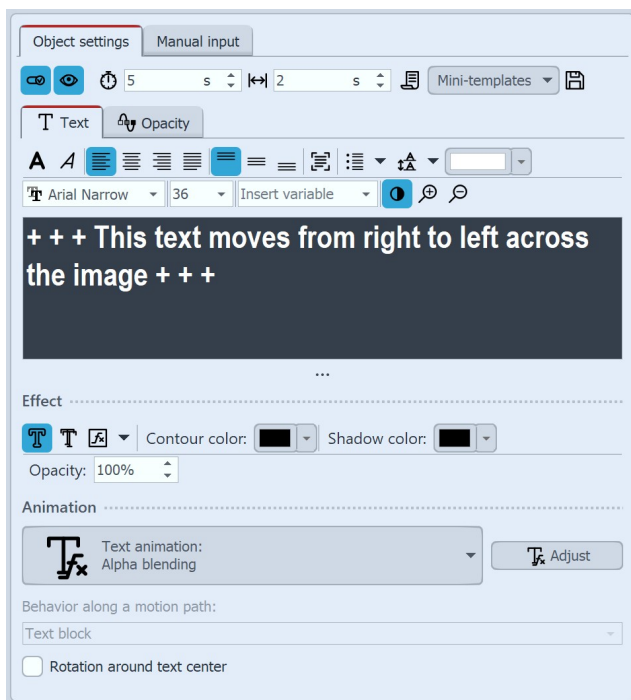 Object settings Manual input
5 s 2 s Mini-templates
T Text Opacity
A A
Arial Narrow 36 Insert variable
+ + + This text moves from right to left across
the image + + +
...
Effect
T T fx Contour color: Shadow color:
Opacity: 100%
Animation
Text animation:
Alpha blending
Adjust
Behavior along a motion path:
Text block
Rotation around text center